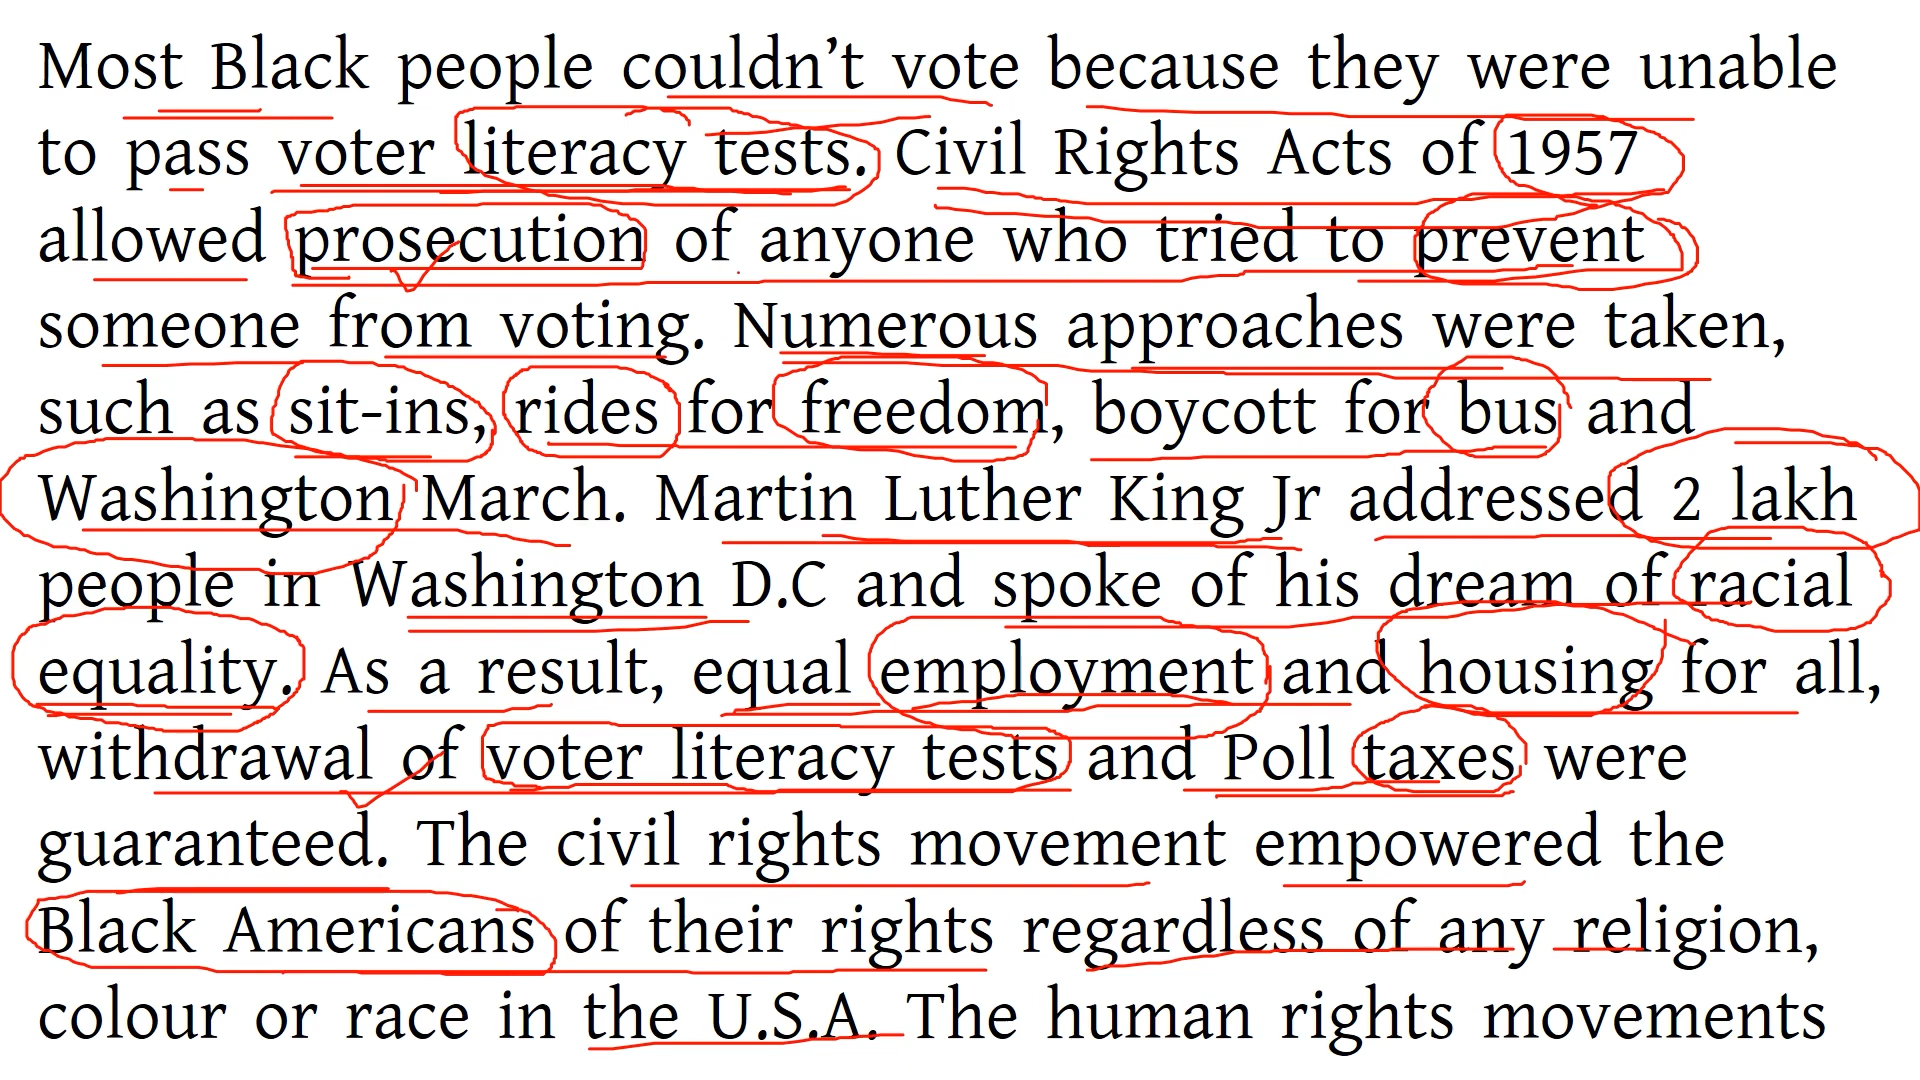 Most Black people couldn’t vote because they were unable
to pass voter literacy tests. Civil Rights Acts of 1957
allowed prosecution of anyone who tried to prevent
someone from voting. Numerous approaches were taken,
such as sit-ins, rides for freedom, boycott for bus and
Washington March. Martin Luther King Jr addressed 2 lakh
people in Washington D.C and spoke of his dream of racial
equality. As a result, equal employment and housing for all,
withdrawal of voter literacy tests and Poll taxes were
guaranteed. The civil rights movement empowered the
Black Americans of their rights regardless of any religion,
colour or race in the U.S.A. The human rights movements